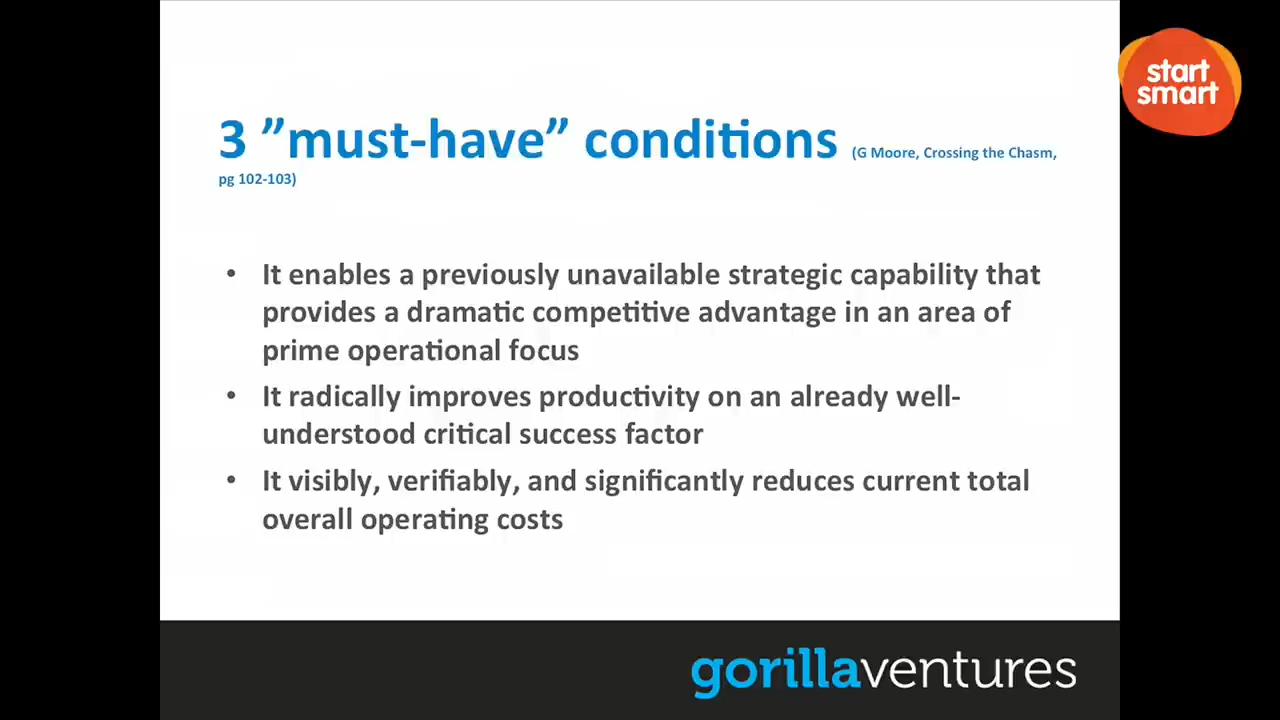 start
smart
3 ”must-have” conditions (G Moore, Crossing the Chasm,
pg 102-103)
• It enables a previously unavailable strategic capability that
provides a dramatic competitive advantage in an area of
prime operational focus
• It radically improves productivity on an already well-
understood critical success factor
• It visibly, verifiably, and significantly reduces current total
overall operating costs
gorillaventures